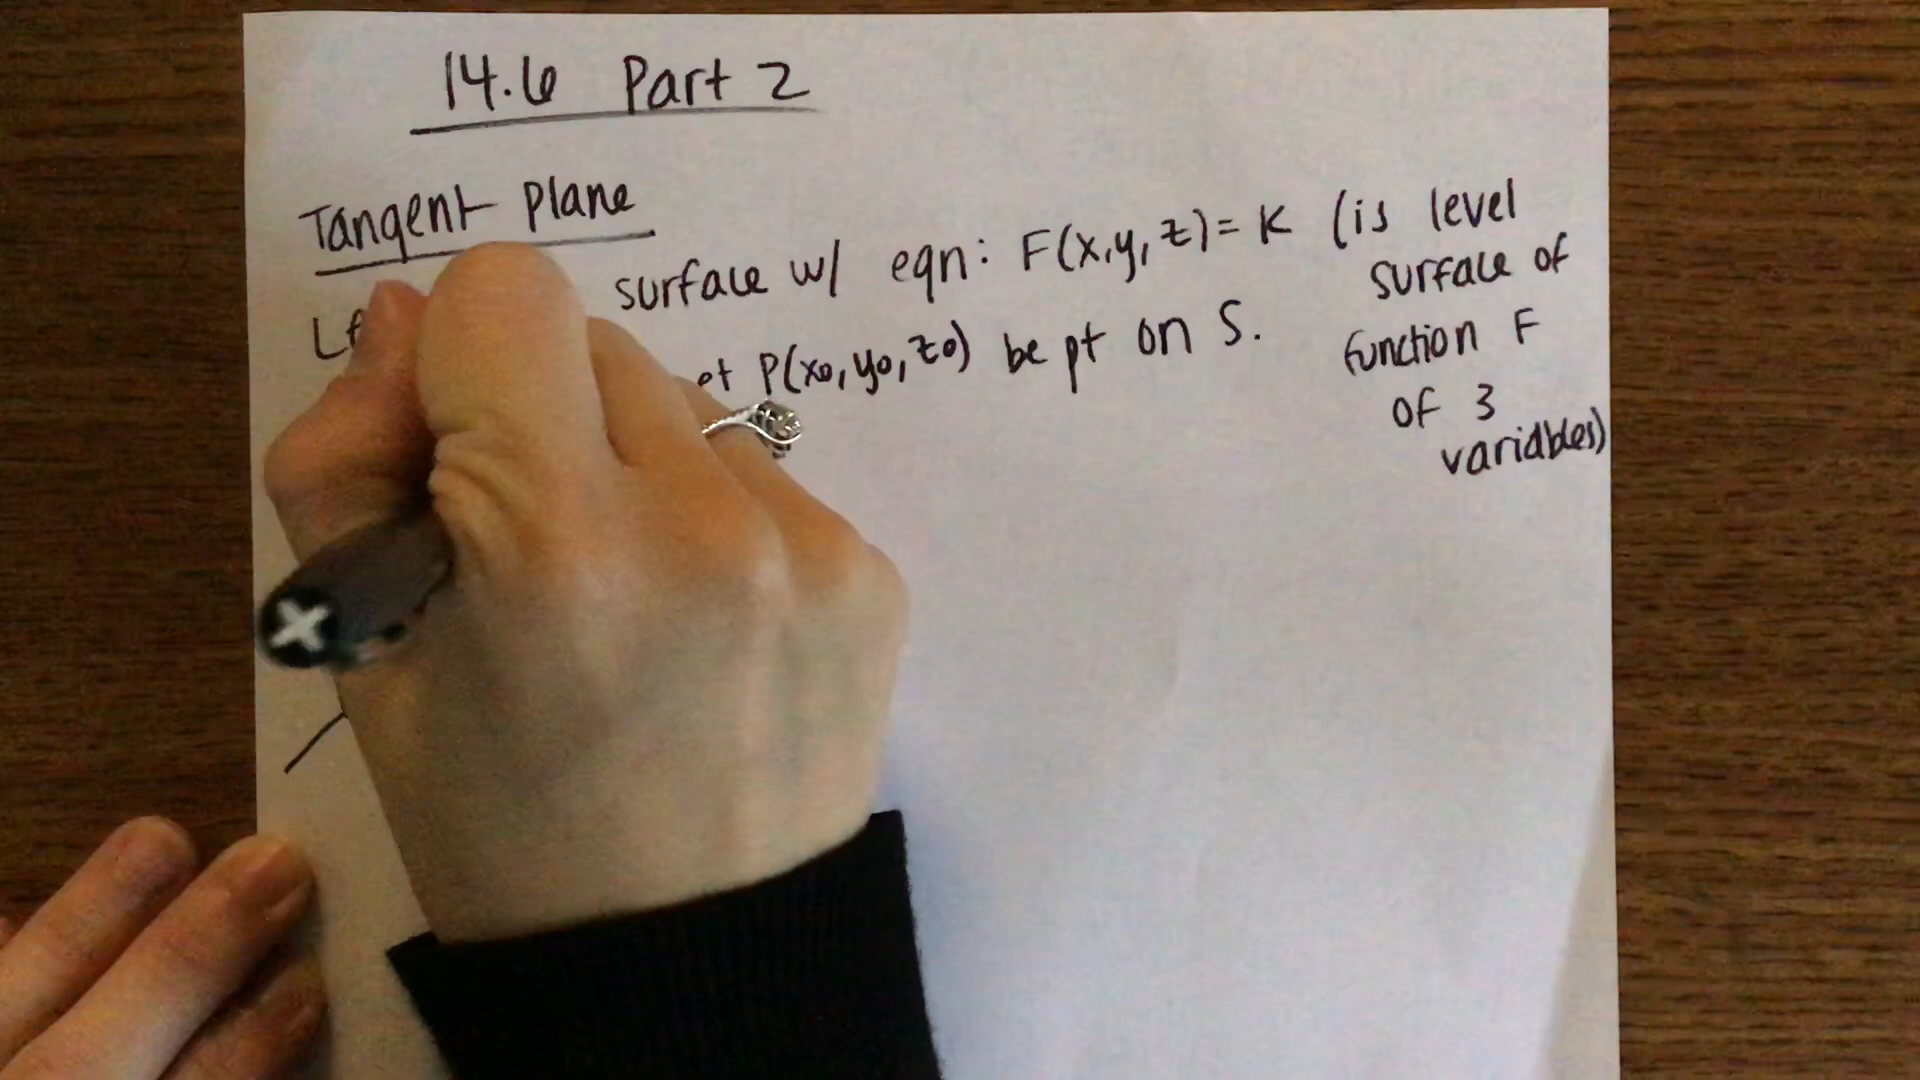 14.6 Part 2
Tangent Plane
surface w/ eqn: F(x,y,z)=K (is level
surface of
P(x0,y0,z0) be pt on S.
function F
of 3
variables)